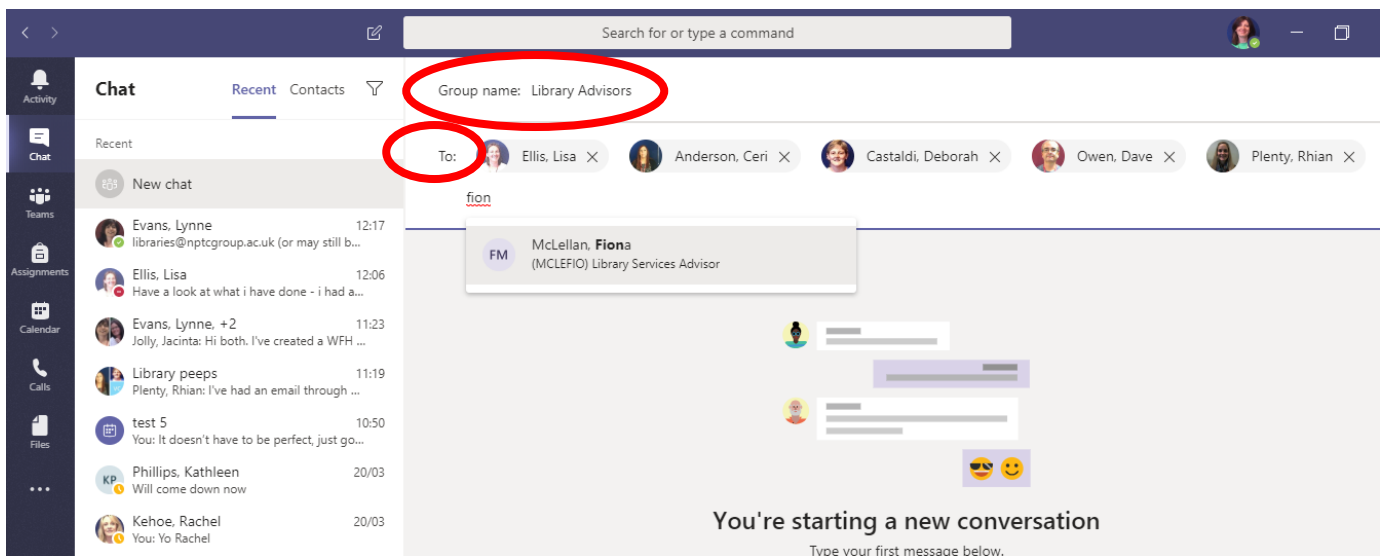 Search for or type a command
Activity
Chat
Teams
Assignments
Calendar
Calls
Files
Chat Recent Contacts
Recent
New chat
Evans, Lynne 12:17
libraries@nptcgroup.ac.uk (or may still b...
Ellis, Lisa 12:06
Have a look at what i have done - i had a...
Evans, Lynne, +2 11:23
Jolly, Jacinta: Hi both. I've created a WFH ...
Library peeps 11:19
Plenty, Rhian: I've had an email through ...
test 5 10:50
You: It doesn't have to be perfect, just go...
KP Phillips, Kathleen 20/03
Will come down now
Kehoe, Rachel 20/03
You: Yo Rachel
Group name: Library Advisors
To: Ellis, Lisa Anderson, Ceri Castaldi, Deborah Owen, Dave Plenty, Rhian
fion
FM McLellan, Fiona
(MCLEFIO) Library Services Advisor
You're starting a new conversation
Type your first message below.